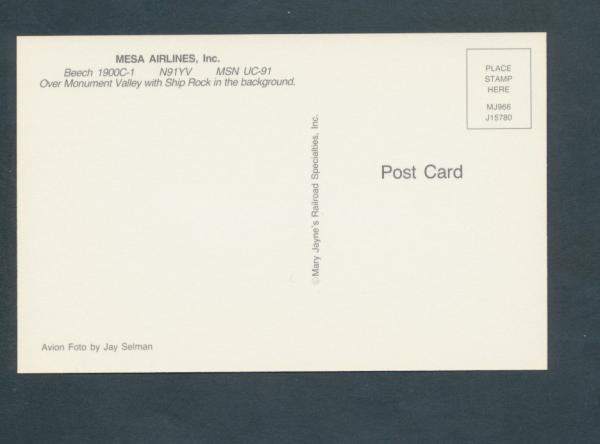 MESA AIRLINES, Inc.
Beech 1900C-1 N91YV MSN UC-91
Over Monument Valley with Ship Rock in the background.
PLACE
STAMP
HERE
MJ966
J15780
©Mary Jayne's Railroad Specialties, Inc.
Post Card
Avion Foto by Jay Selman